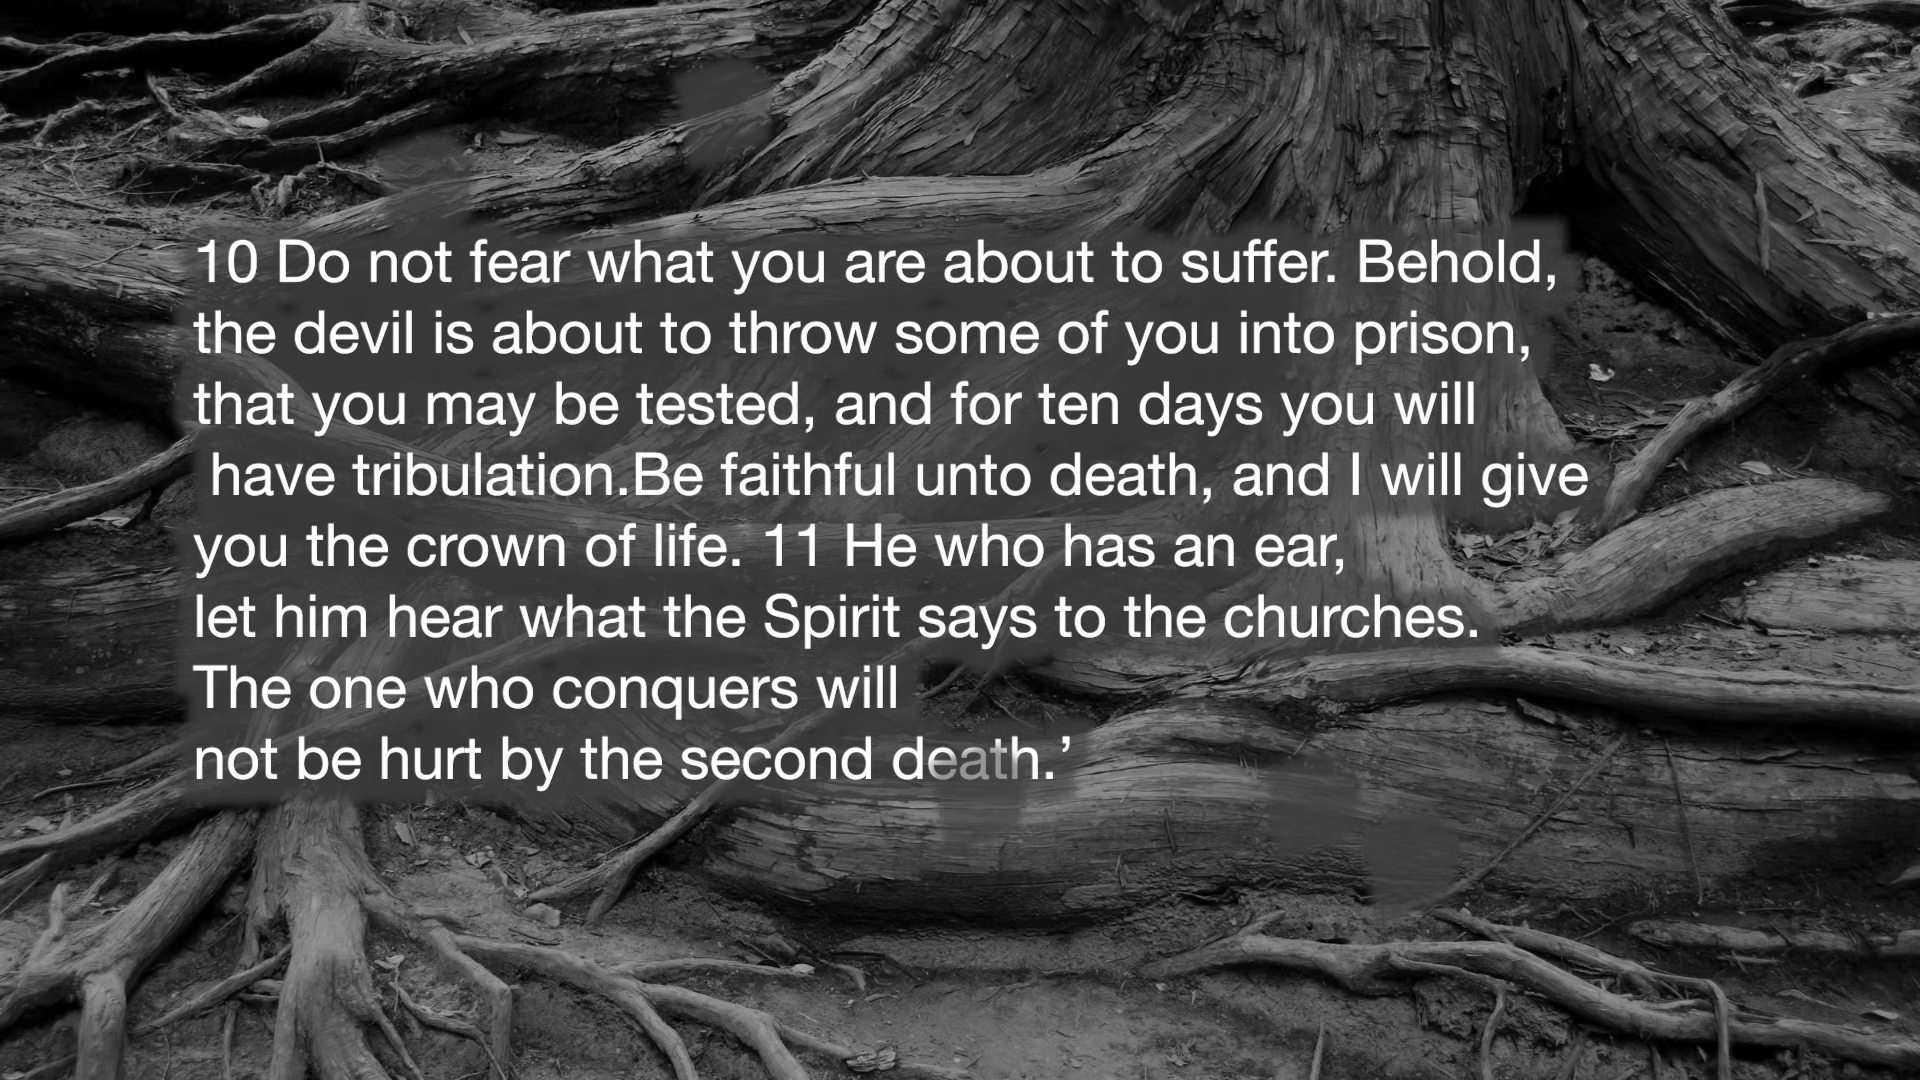 10 Do not fear what you are about to suffer. Behold,
the devil is about to throw some of you into prison,
that you may be tested, and for ten days you will
have tribulation.Be faithful unto death, and I will give
you the crown of life. 11 He who has an ear,
let him hear what the Spirit says to the churches.
The one who conquers will
not be hurt by the second death.’